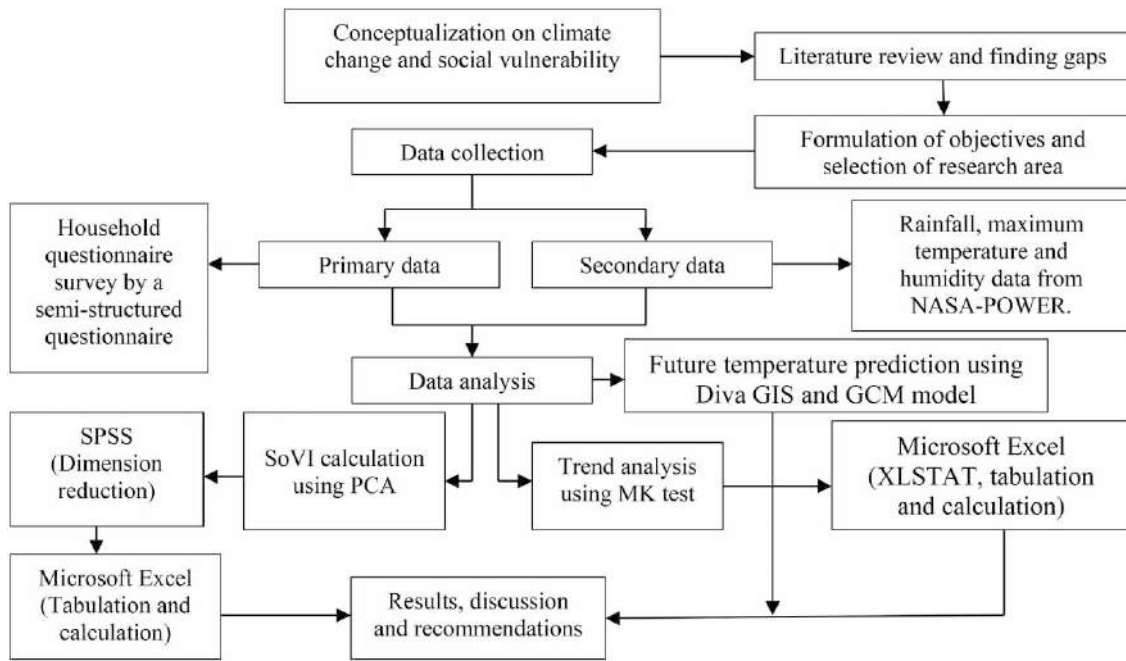 Conceptualization on climate
change and social vulnerability
Literature review and finding gaps
Formulation of objectives and
selection of research area
Data collection
Household
questionnaire
survey by a
semi-structured
questionnaire
Primary data
Secondary data
Rainfall, maximum
temperature and
humidity data from
NASA-POWER.
Data analysis
Future temperature prediction using
Diva GIS and GCM model
SPSS
(Dimension
reduction)
SoVI calculation
using PCA
Trend analysis
using MK test
Microsoft Excel
(XLSTAT, tabulation
and calculation)
Microsoft Excel
(Tabulation and
calculation)
Results, discussion
and recommendations